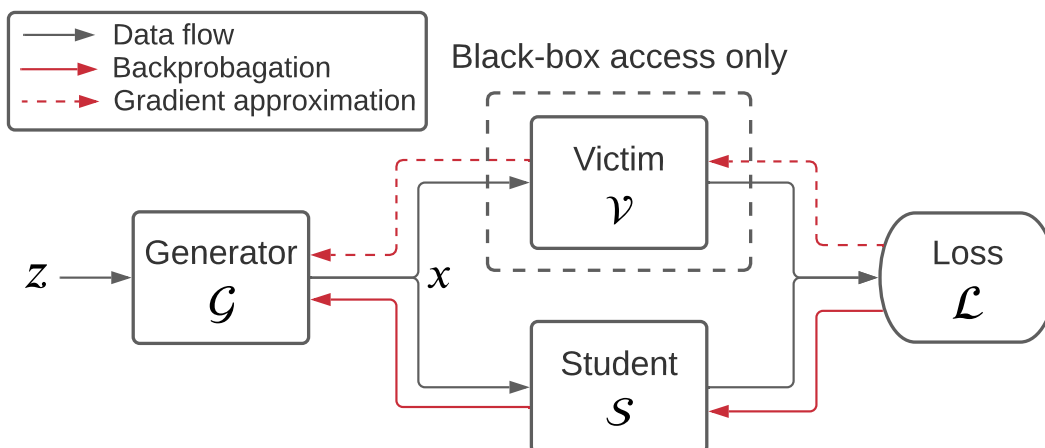 Data flow
Backprobagation
Gradient approximation
Black-box access only
Victim
𝒱
Generator
𝒢
z
x
Loss
ℒ
Student
𝒮